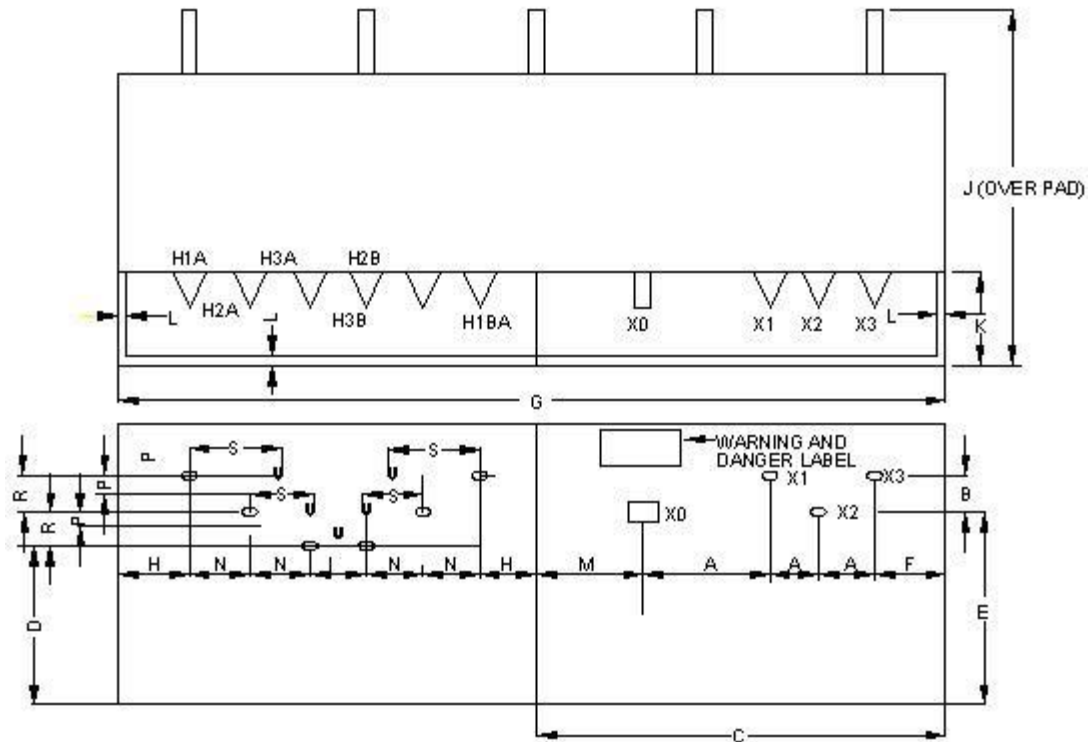 J (OVER PAD)
H1A
H3A
H2B
H2A
H3B
H1BA
X0
X1
X2
X3
L
L
L
K
G
P
S
S
WARNING AND
DANGER LABEL
U
U
X1
X3
R
P
S
S
B
U
U
X0
X2
R
P
U
H
N
N
I
N
N
H
M
A
A
A
F
D
E
C